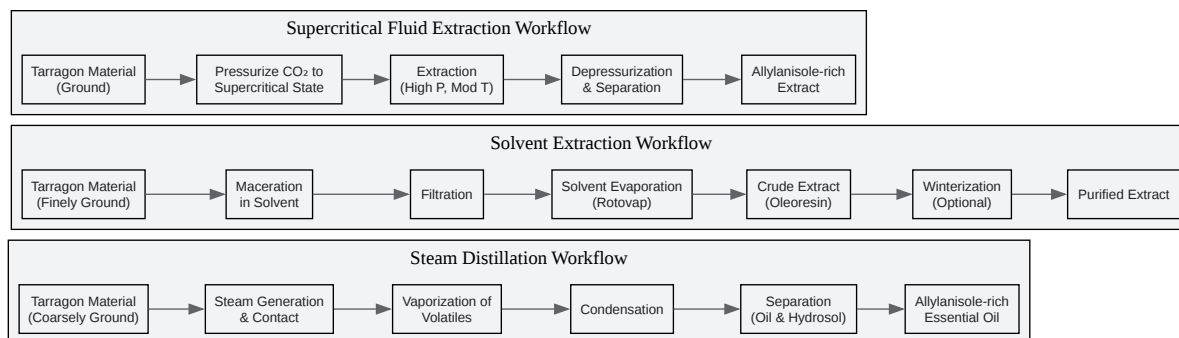 Supercritical Fluid Extraction Workflow
Tarragon Material
(Ground)
Pressurize CO₂ to
Supercritical State
Extraction
(High P, Mod T)
Depressurization
& Separation
Allylanisole-rich
Extract
Solvent Extraction Workflow
Tarragon Material
(Finely Ground)
Maceration
in Solvent
Filtration
Solvent Evaporation
(Rotovap)
Crude Extract
(Oleoresin)
Winterization
(Optional)
Purified Extract
Steam Distillation Workflow
Tarragon Material
(Coarsely Ground)
Steam Generation
& Contact
Vaporization of
Volatiles
Condensation
Separation
(Oil & Hydrosol)
Allylanisole-rich
Essential Oil